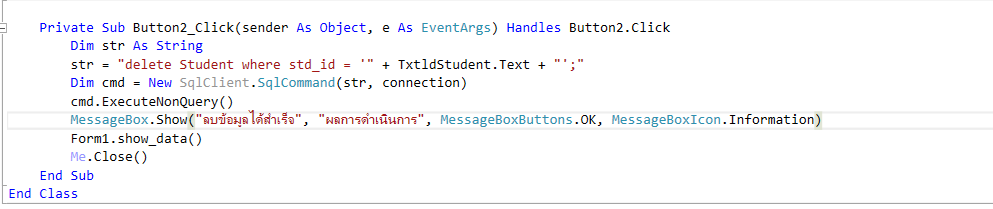 Private Sub Button2_Click(sender As Object, e As EventArgs) Handles Button2.Click
Dim str As String
str = "delete Student where std_id = '" + TxtldStudent.Text + "';"
Dim cmd = New SqlClient.SqlCommand(str, connection)
cmd.ExecuteNonQuery()
MessageBox.Show("ลบข้อมูลได้สำเร็จ", "ผลการดำเนินการ", MessageBoxButtons.OK, MessageBoxIcon.Information)
Form1.show_data()
Me.Close()
End Sub
End Class